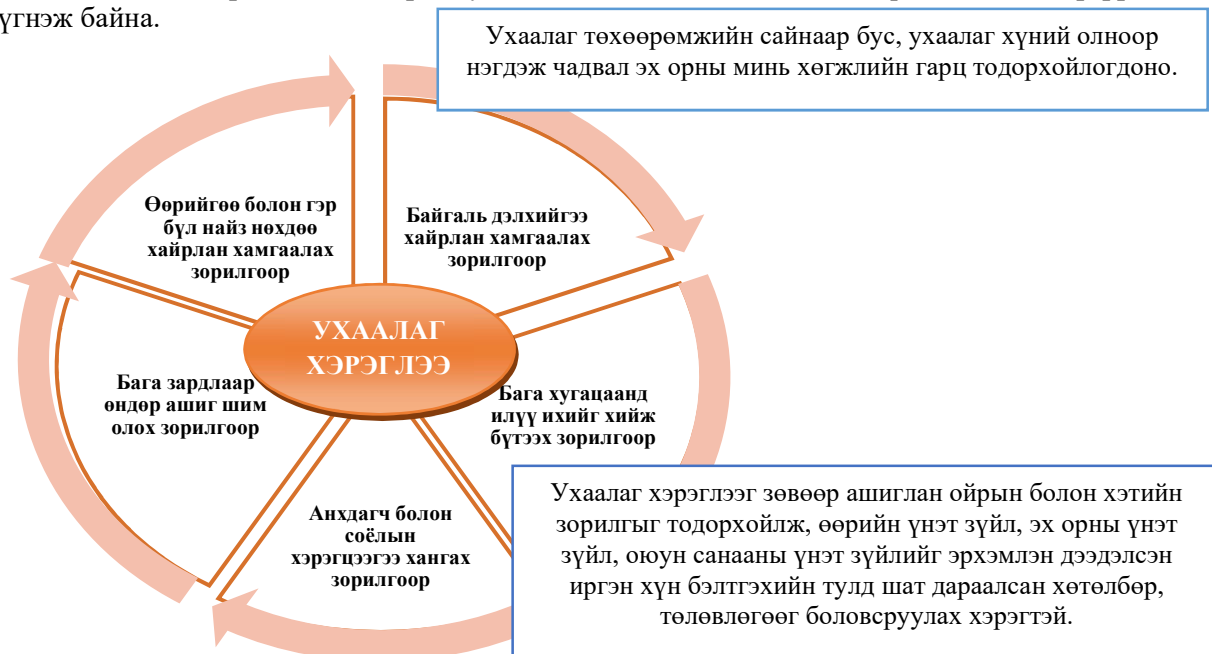 үгнэж байна.
Ухаалаг төхөөрөмжийн сайнаар бус, ухаалаг хүний олноор
нэгдэж чадвал эх орны минь хөгжлийн гарц тодорхойлогдоно.
Өөрийгөө болон гэр
бүл найз нөхдөө
хайрлан хамгаалах
зорилгоор
Байгаль дэлхийгээ
хайрлан хамгаалах
зорилгоор
УХААЛАГ
ХЭРЭГЛЭЭ
Бага зардлаар
өндөр ашиг шим
олох зорилгоор
Бага хугацаанд
илүү ихийг хийж
бүтээх зорилгоор
Анхдагч болон
соёлын
хэрэгцээгээ хангах
зорилгоор
Ухаалаг хэрэглээг зөвөөр ашиглан ойрын болон хэтийн
зорилгыг тодорхойлж, өөрийн үнэт зүйл, эх орны үнэт
зүйл, оюун санааны үнэт зүйлийг эрхэмлэн дээдэлсэн
иргэн хүн бэлтгэхийн тулд шат дараалсан хөтөлбөр,
төлөвлөгөөг боловсруулах хэрэгтэй.